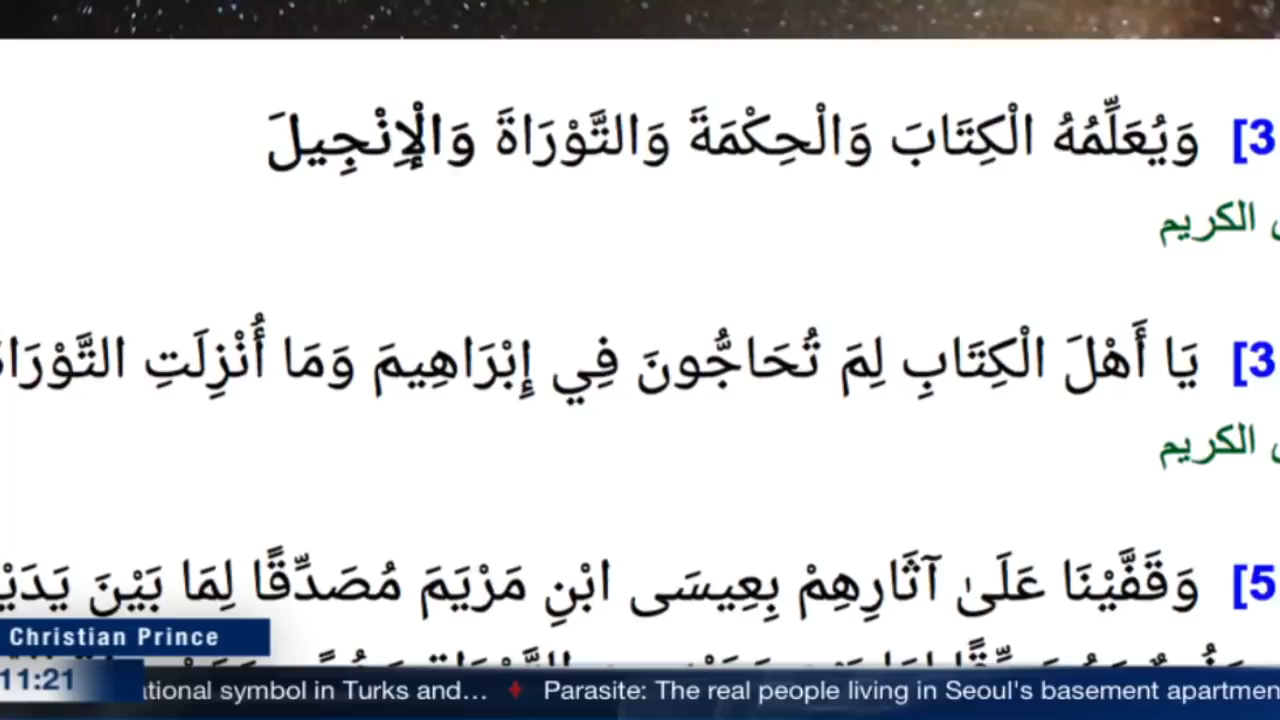 [3 وَيُعَلِّمُهُ الْكِتَابَ وَالْحِكْمَةَ وَالتَّوْرَاةَ وَالْإِنْجِيلَ
الكريم
[3 يَا أَهْلَ الْكِتَابِ لِمَ تُحَاجُّونَ فِي إِبْرَاهِيمَ وَمَا أُنْزِلَتِ التَّوْرَا
الكريم
[5 وَقَفَّيْنَا عَلَىٰ آثَارِهِمْ بِعِيسَى ابْنِ مَرْيَمَ مُصَدِّقًا لِمَا بَيْنَ يَدَيْ
Christian Prince
11:21 ational symbol in Turks and... ♦ Parasite: The real people living in Seoul's basement apartmen